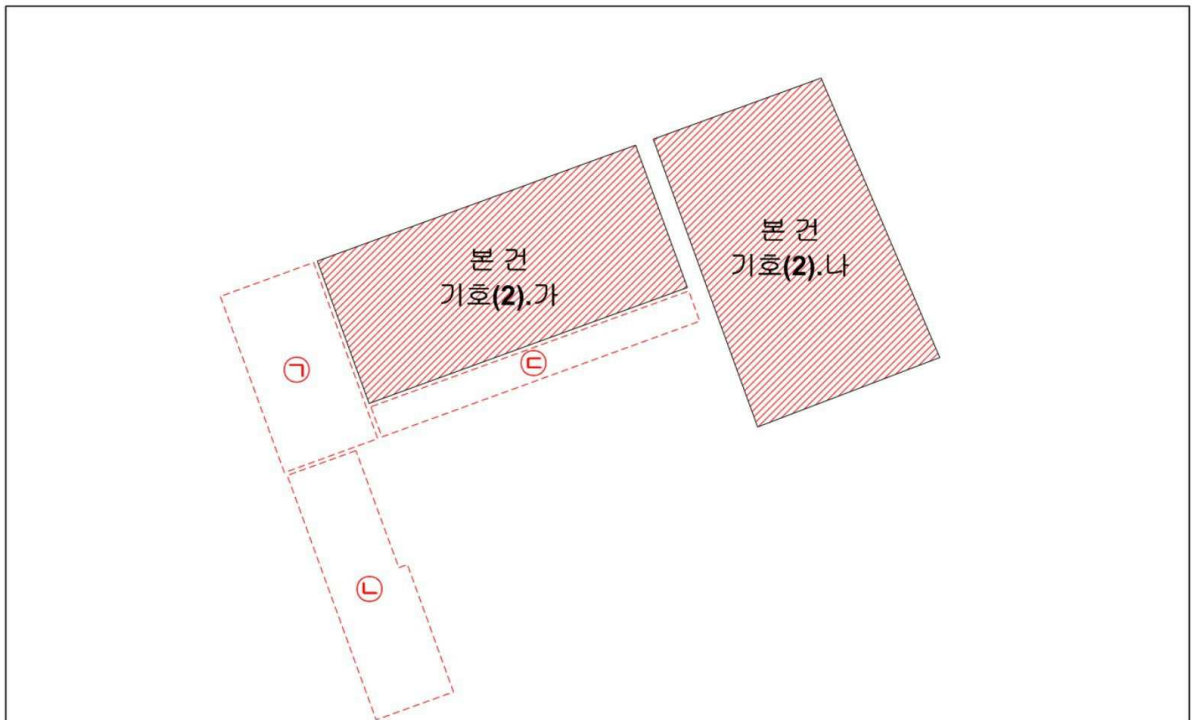 본 건
기호(2).가
본 건
기호(2).나
㉠
㉢
㉡